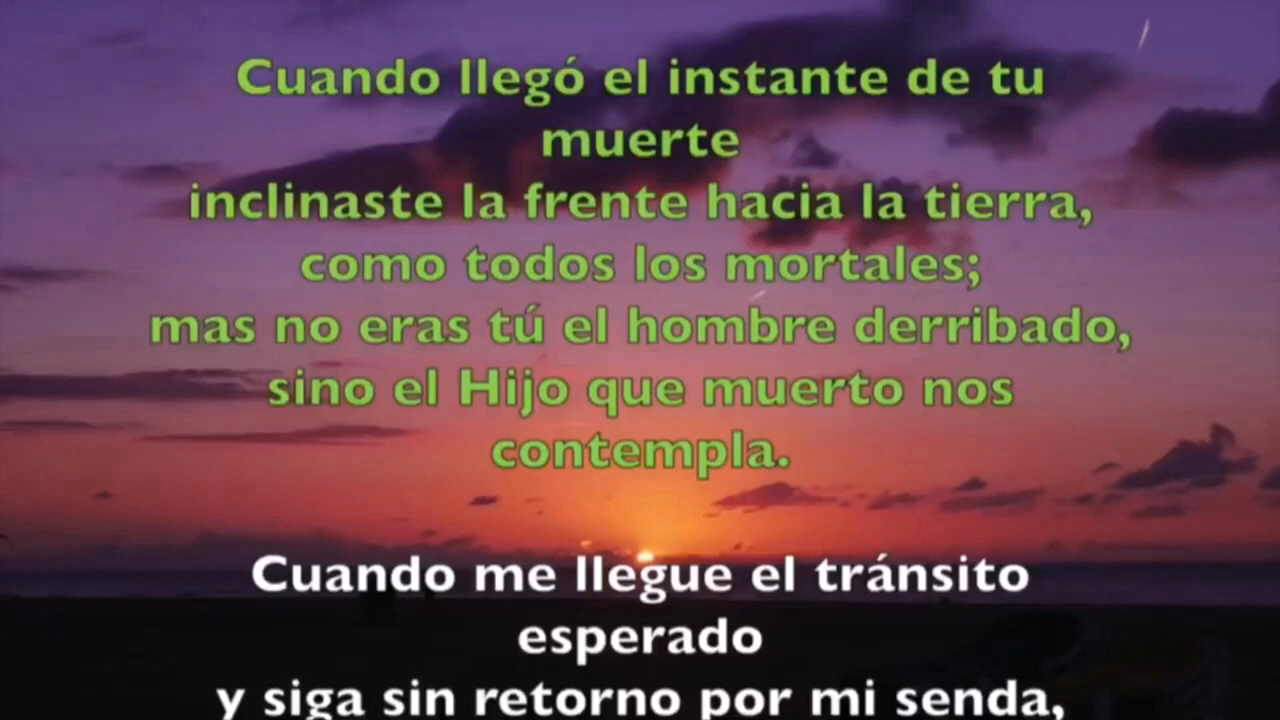 Cuando llegó el instante de tu
muerte
inclinaste la frente hacia la tierra,
como todos los mortales;
mas no eras tú el hombre derribado,
sino el Hijo que muerto nos
contempla.
Cuando me llegue el tránsito
esperado
y siga sin retorno por mi senda,